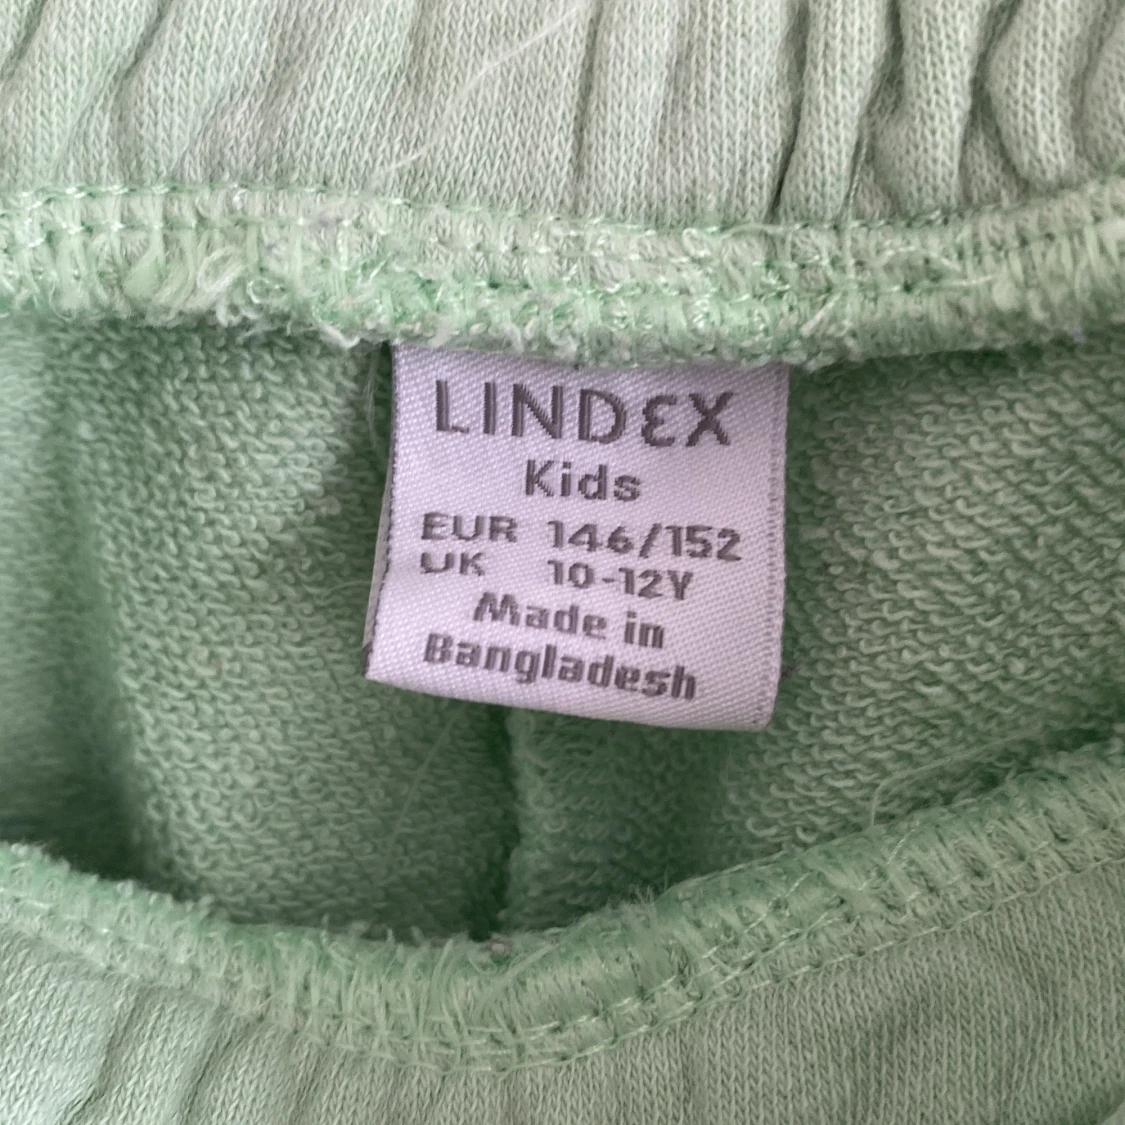 LINDEX
Kids
EUR 146/152
UK 10-12Y
Made in
Bangladesh